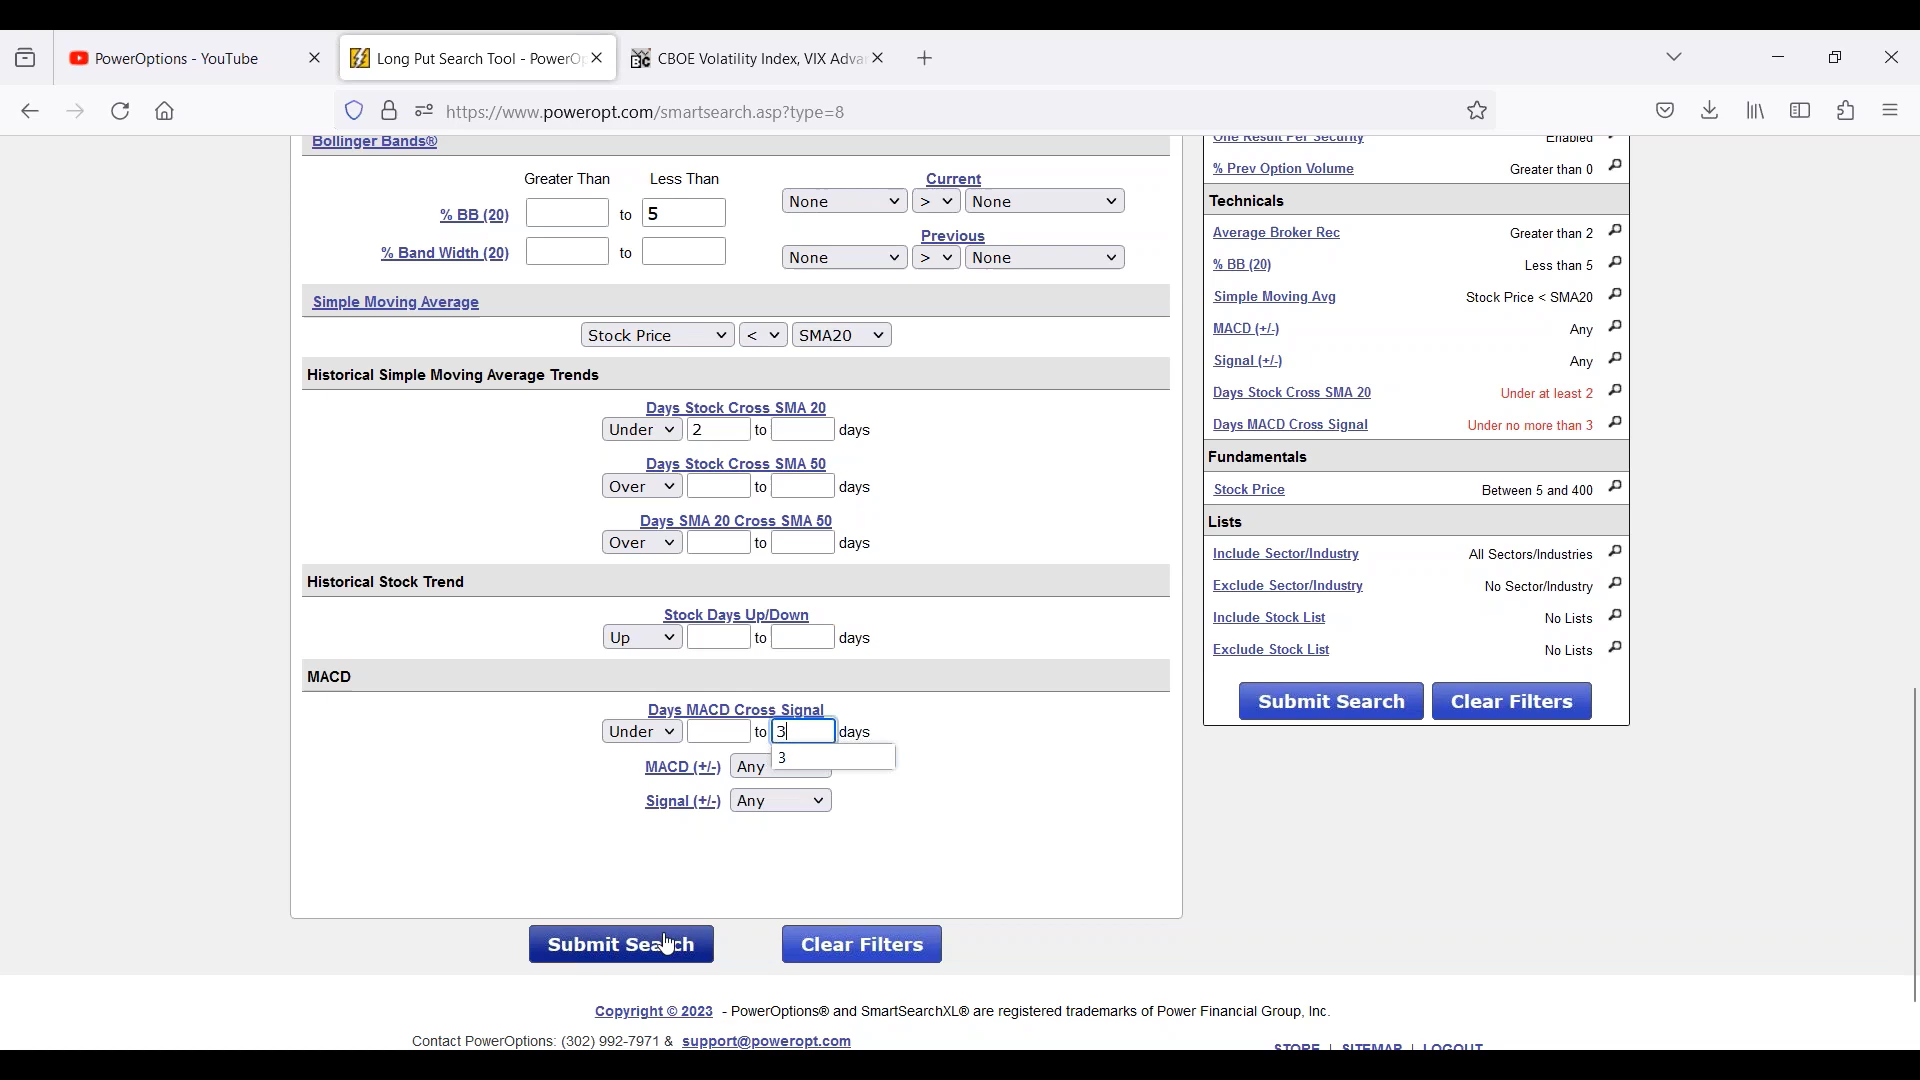 PowerOptions - YouTube
Long Put Search Tool - PowerOp
CBOE Volatility Index, VIX Adva
https://www.poweropt.com/smartsearch.asp?type=8
Bollinger Bands®
Greater Than Less Than
% BB (20) to 5
% Band Width (20) to
Current
None > None
Previous
None > None
Simple Moving Average
Stock Price < SMA20
Historical Simple Moving Average Trends
Days Stock Cross SMA 20
Under 2 to days
Days Stock Cross SMA 50
Over to days
Days SMA 20 Cross SMA 50
Over to days
Historical Stock Trend
Stock Days Up/Down
Up to days
MACD
Days MACD Cross Signal
Under to 3 days
3
MACD (+/-) Any
Signal (+/-) Any
Submit Search Clear Filters
One Result Per Security Enabled
% Prev Option Volume Greater than 0
Technicals
Average Broker Rec Greater than 2
% BB (20) Less than 5
Simple Moving Avg Stock Price < SMA20
MACD (+/-) Any
Signal (+/-) Any
Days Stock Cross SMA 20 Under at least 2
Days MACD Cross Signal Under no more than 3
Fundamentals
Stock Price Between 5 and 400
Lists
Include Sector/Industry All Sectors/Industries
Exclude Sector/Industry No Sector/Industry
Include Stock List No Lists
Exclude Stock List No Lists
Submit Search Clear Filters
Copyright © 2023 - PowerOptions® and SmartSearchXL® are registered trademarks of Power Financial Group, Inc.
Contact PowerOptions: (302) 992-7971 & support@poweropt.com
STORE | SITEMAP | LOGOUT